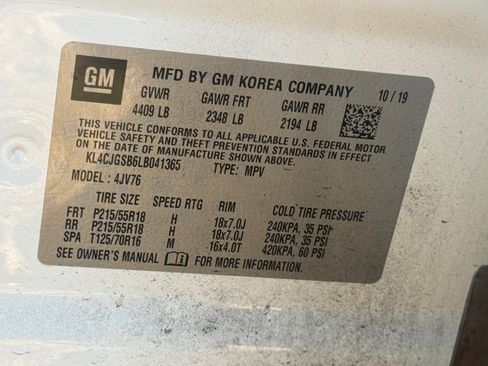 GM
MFD BY GM KOREA COMPANY 10/19
GVWR GAWR FRT GAWR RR
4409 LB 2348 LB 2194 LB
THIS VEHICLE CONFORMS TO ALL APPLICABLE U.S. FEDERAL MOTOR
VEHICLE SAFETY AND THEFT PREVENTION STANDARDS IN EFFECT ON THE
DATE OF MANUFACTURE SHOWN ABOVE.
KL4CJGSB6LB041365 TYPE: MPV
MODEL: 4JV76
TIRE SIZE SPEED RTG RIM COLD TIRE PRESSURE
FRT P215/55R18 H 18x7.0J 240KPA, 35 PSI
RR P215/55R18 H 18x7.0J 240KPA, 35 PSI
SPA T125/70R16 M 16x4.0T 420KPA, 60 PSI
SEE OWNER'S MANUAL FOR MORE INFORMATION.